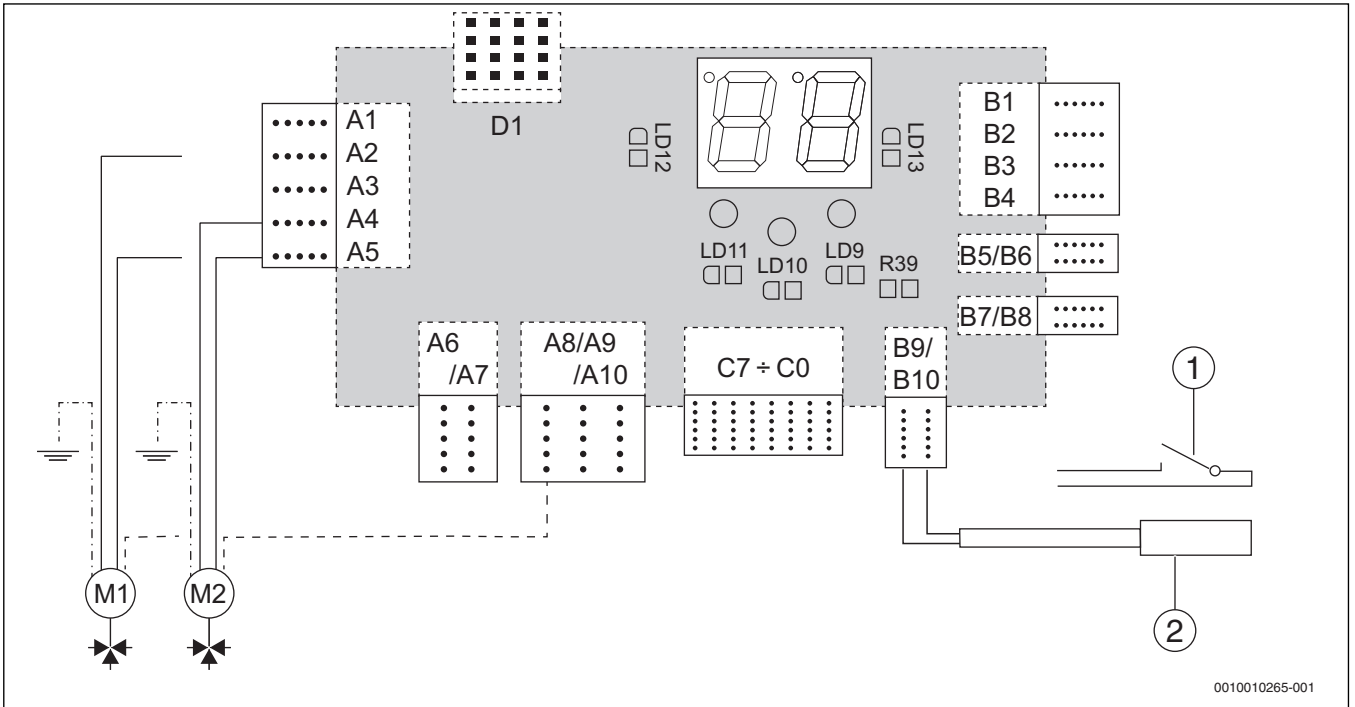 D1
A1
A2
A3
A4
A5
LD12
LD13
B1
B2
B3
B4
LD11
LD10
LD9
R39
B5/B6
B7/B8
A6
/A7
A8/A9
/A10
C7 ÷ C0
B9/
B10
1
M1
M2
2
0010010265-001